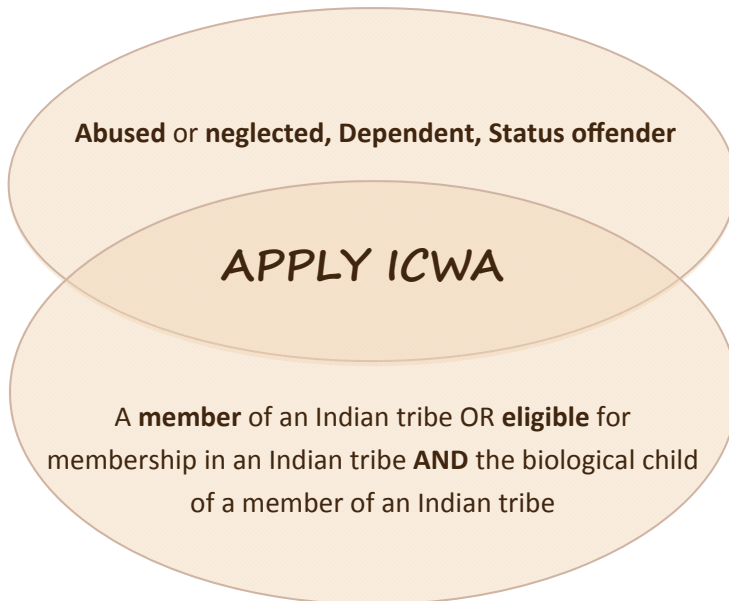 Abused or neglected, Dependent, Status offender
APPLY ICWA
A member of an Indian tribe OR eligible for
membership in an Indian tribe AND the biological child
of a member of an Indian tribe